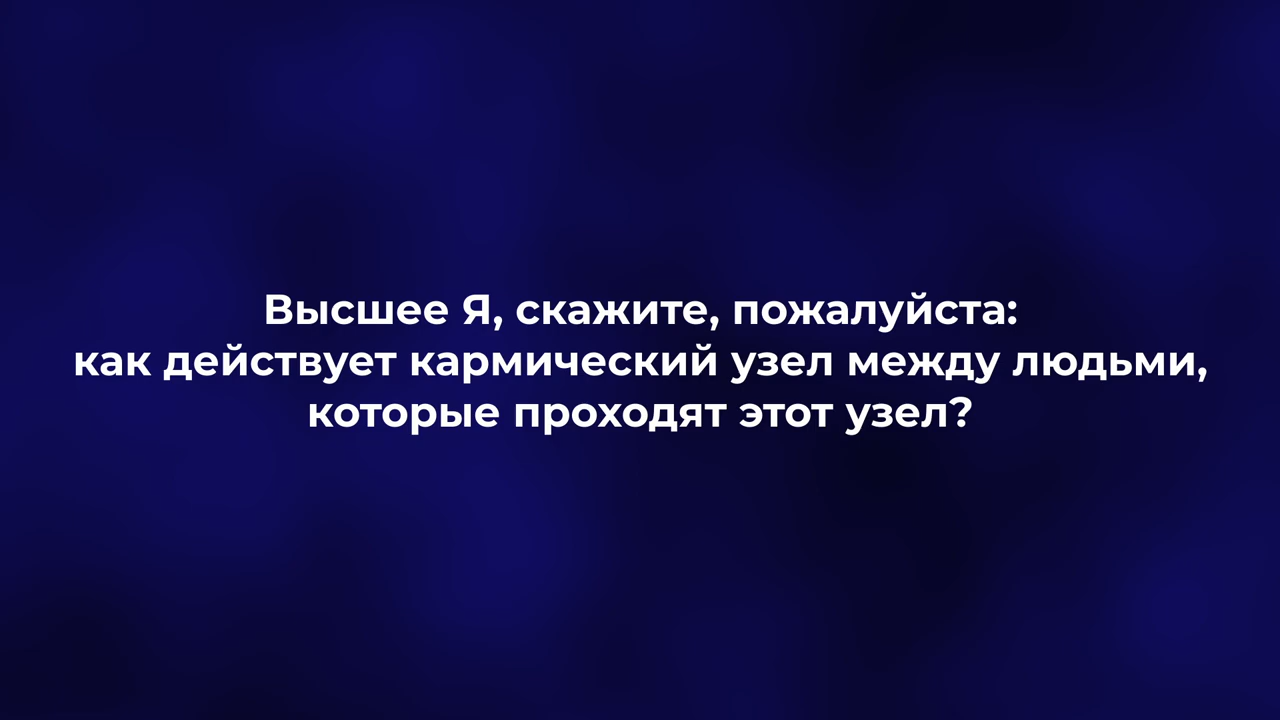 Высшее Я, скажите, пожалуйста:
как действует кармический узел между людьми,
которые проходят этот узел?